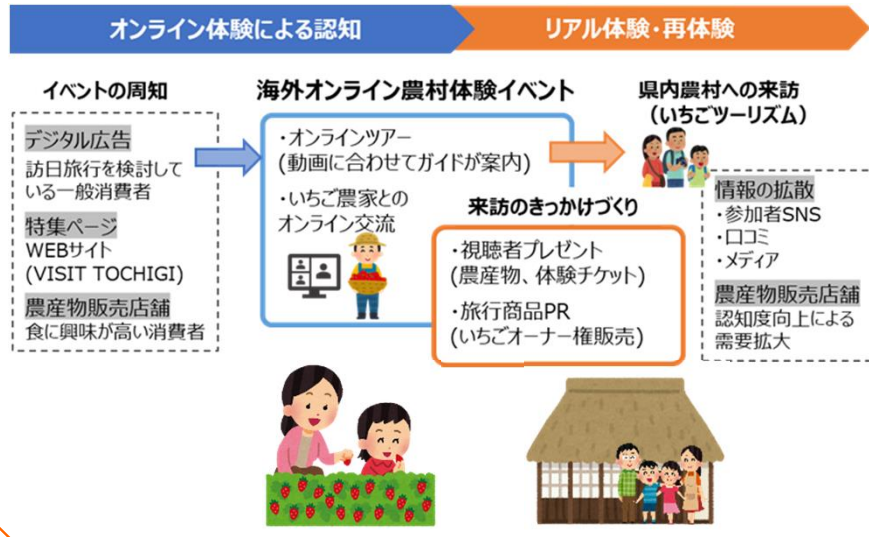 オンライン体験による認知
リアル体験・再体験
イベントの周知
デジタル広告
訪日旅行を検討して
いる一般消費者
特集ページ
WEBサイト
(VISIT TOCHIGI)
農産物販売店舗
食に興味が高い消費者
海外オンライン農村体験イベント
・オンラインツアー
(動画に合わせてガイドが案内)
・いちご農家との
オンライン交流
来訪のきっかけづくり
・視聴者プレゼント
(農産物、体験チケット)
・旅行商品PR
(いちごオーナー権販売)
県内農村への来訪
(いちごツーリズム)
情報の拡散
・参加者SNS
・口コミ
・メディア
農産物販売店舗
認知度向上による
需要拡大